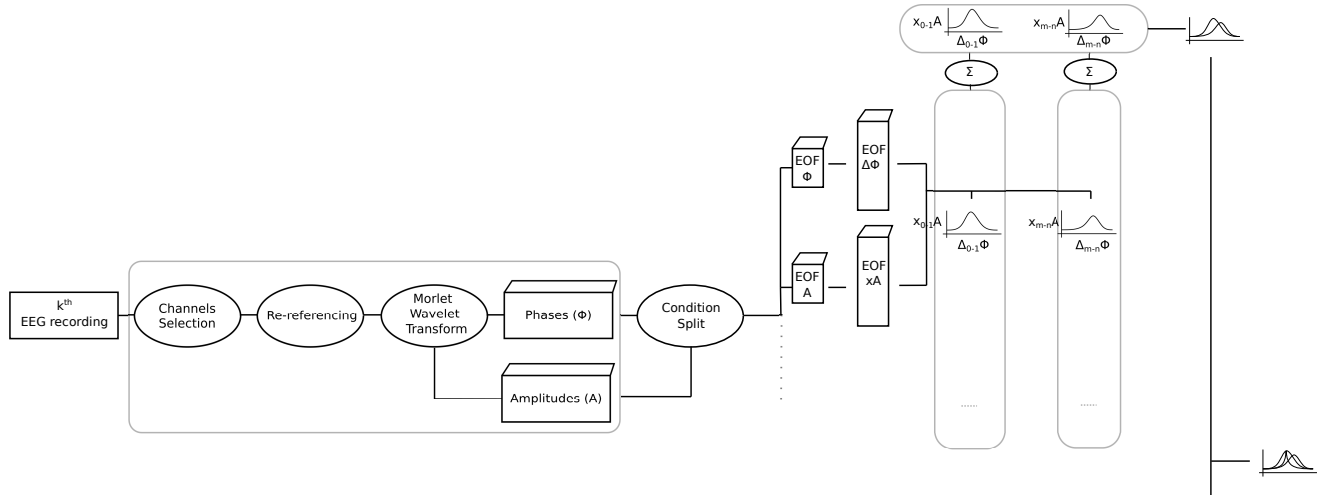 k^th
EEG recording
Channels
Selection
Re-referencing
Morlet
Wavelet
Transform
Phases (Φ)
Amplitudes (A)
Condition
Split
EOF
Φ
EOF
A
EOF
ΔΦ
EOF
xA
x_0-1A
Δ_0-1Φ
x_m-nA
Δ_m-nΦ
Σ
Σ
x_0-1A
Δ_0-1Φ
x_m-nA
Δ_m-nΦ
......
......